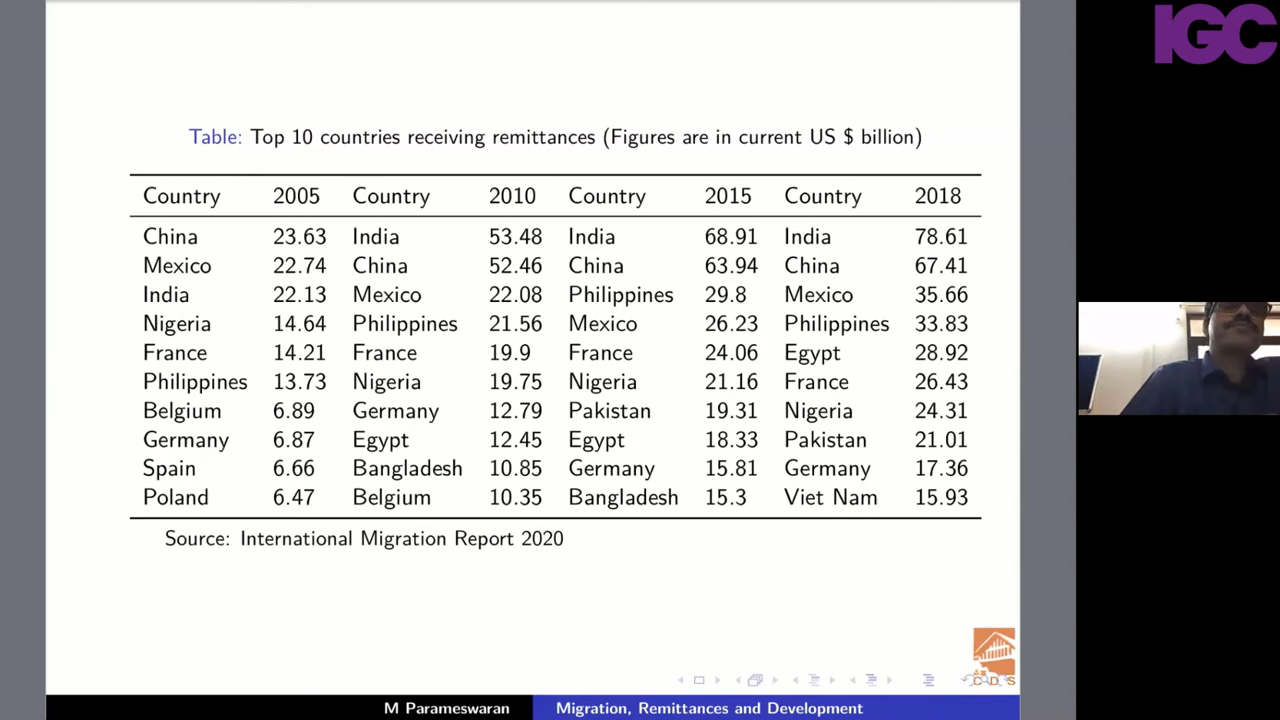 IGC
Table: Top 10 countries receiving remittances (Figures are in current US $ billion)
Country 2005 Country 2010 Country 2015 Country 2018
China 23.63 India 53.48 India 68.91 India 78.61
Mexico 22.74 China 52.46 China 63.94 China 67.41
India 22.13 Mexico 22.08 Philippines 29.8 Mexico 35.66
Nigeria 14.64 Philippines 21.56 Mexico 26.23 Philippines 33.83
France 14.21 France 19.9 France 24.06 Egypt 28.92
Philippines 13.73 Nigeria 19.75 Nigeria 21.16 France 26.43
Belgium 6.89 Germany 12.79 Pakistan 19.31 Nigeria 24.31
Germany 6.87 Egypt 12.45 Egypt 18.33 Pakistan 21.01
Spain 6.66 Bangladesh 10.85 Germany 15.81 Germany 17.36
Poland 6.47 Belgium 10.35 Bangladesh 15.3 Viet Nam 15.93
Source: International Migration Report 2020
C D S
M Parameswaran Migration, Remittances and Development